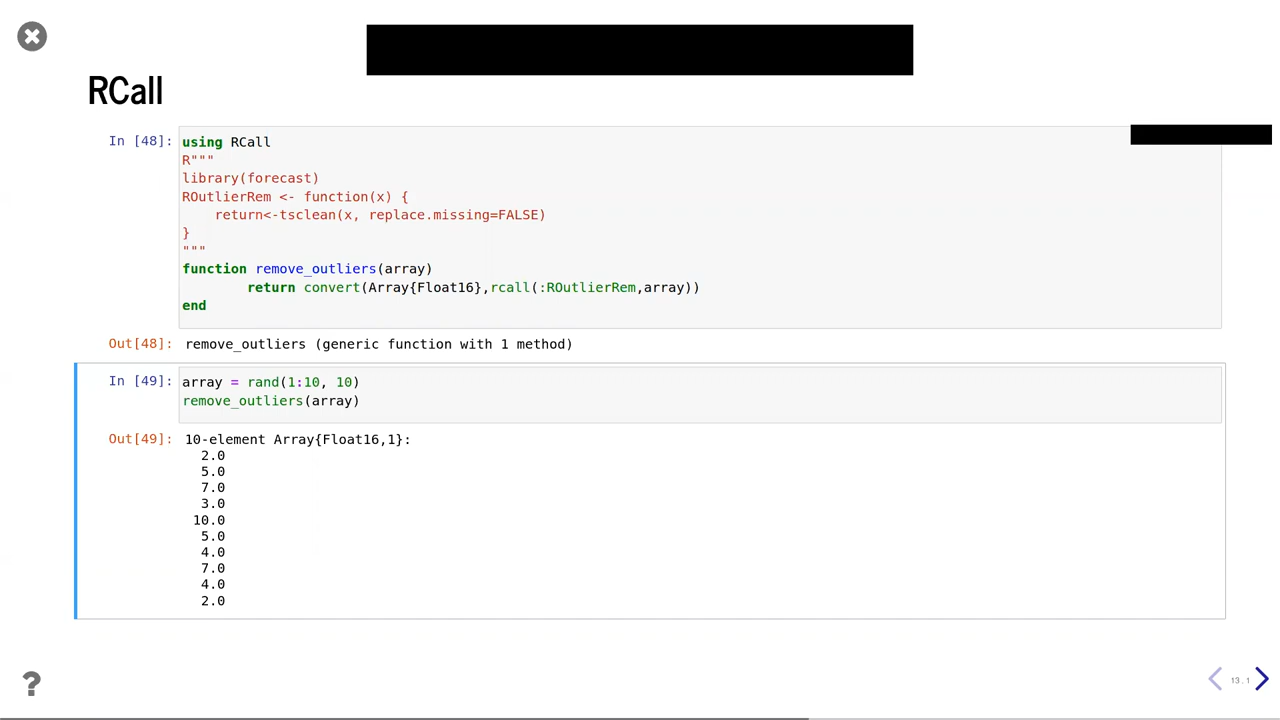 RCall
In [48]: using RCall
R"""
library(forecast)
ROutlierRem <- function(x) {
    return<-tsclean(x, replace.missing=FALSE)
}
"""
function remove_outliers(array)
        return convert(Array{Float16},rcall(:ROutlierRem,array))
end
Out[48]: remove_outliers (generic function with 1 method)
In [49]: array = rand(1:10, 10)
remove_outliers(array)
Out[49]: 10-element Array{Float16,1}:
  2.0
  5.0
  7.0
  3.0
 10.0
  5.0
  4.0
  7.0
  4.0
  2.0
?
13.1